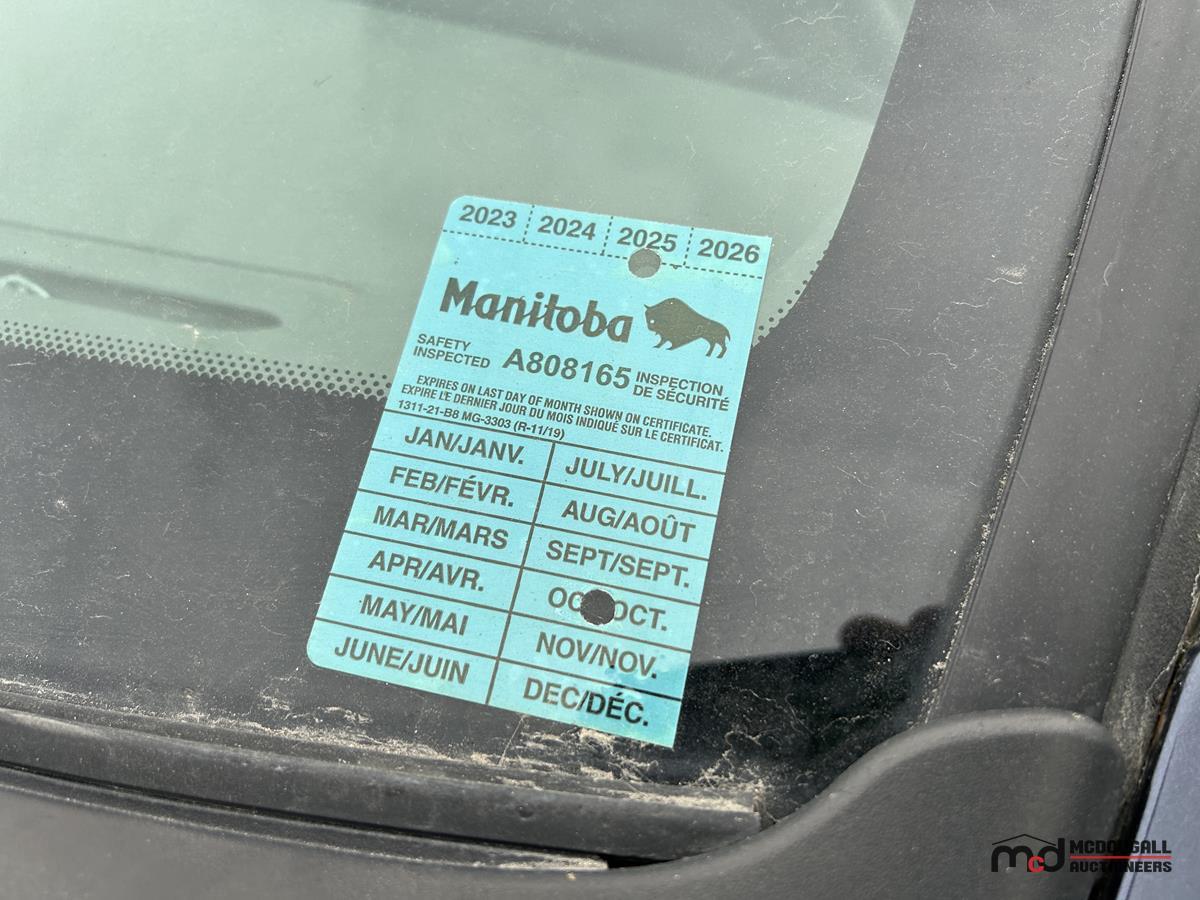 2023 2024 2025 2026
Manitoba
SAFETY INSPECTED A808165 INSPECTION DE SÉCURITÉ
EXPIRES ON LAST DAY OF MONTH SHOWN ON CERTIFICATE.
EXPIRE LE DERNIER JOUR DU MOIS INDIQUÉ SUR LE CERTIFICAT.
1311-21-B8 MG-3303 (R-11/19)
JAN/JANV. JULY/JUILL.
FEB/FÉVR. AUG/AOÛT
MAR/MARS SEPT/SEPT.
APR/AVR. OCT/OCT.
MAY/MAI NOV/NOV.
JUNE/JUIN DEC/DÉC.
mcd MCDOUGALL
AUCTIONEERS